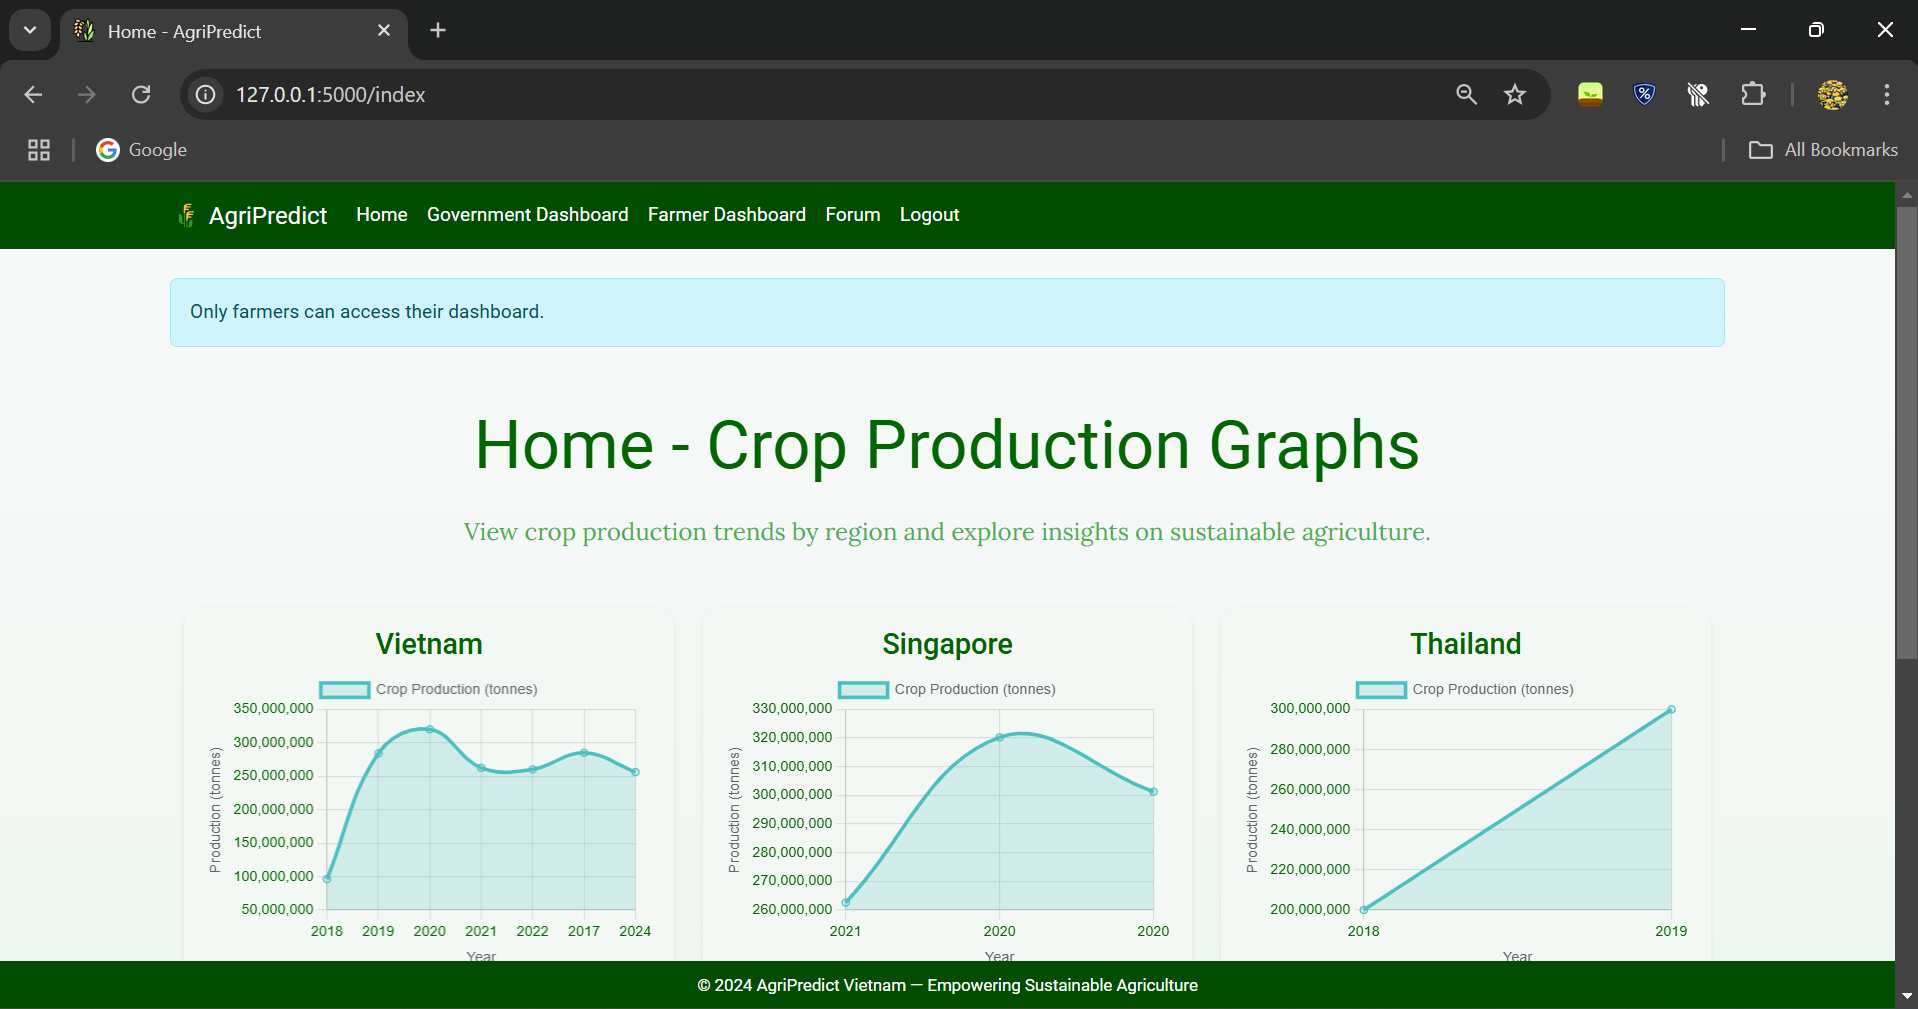 Home - AgriPredict
127.0.0.1:5000/index
Google
All Bookmarks
AgriPredict Home Government Dashboard Farmer Dashboard Forum Logout
Only farmers can access their dashboard.
Home - Crop Production Graphs
View crop production trends by region and explore insights on sustainable agriculture.
Vietnam
Crop Production (tonnes)
Production (tonnes)
350,000,000
300,000,000
250,000,000
200,000,000
150,000,000
100,000,000
50,000,000
2018 2019 2020 2021 2022 2017 2024
Year
Singapore
Crop Production (tonnes)
Production (tonnes)
330,000,000
320,000,000
310,000,000
300,000,000
290,000,000
280,000,000
270,000,000
260,000,000
2021 2020 2020
Year
Thailand
Crop Production (tonnes)
Production (tonnes)
300,000,000
280,000,000
260,000,000
240,000,000
220,000,000
200,000,000
2018 2019
Year
© 2024 AgriPredict Vietnam — Empowering Sustainable Agriculture